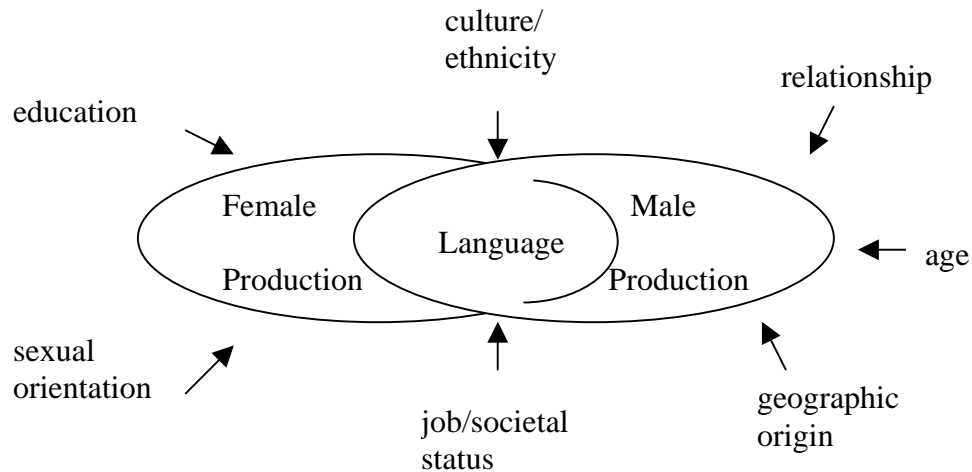 culture/
ethnicity
relationship
education
Female
Male
Language
Production
Production
age
sexual
orientation
geographic
origin
job/societal
status